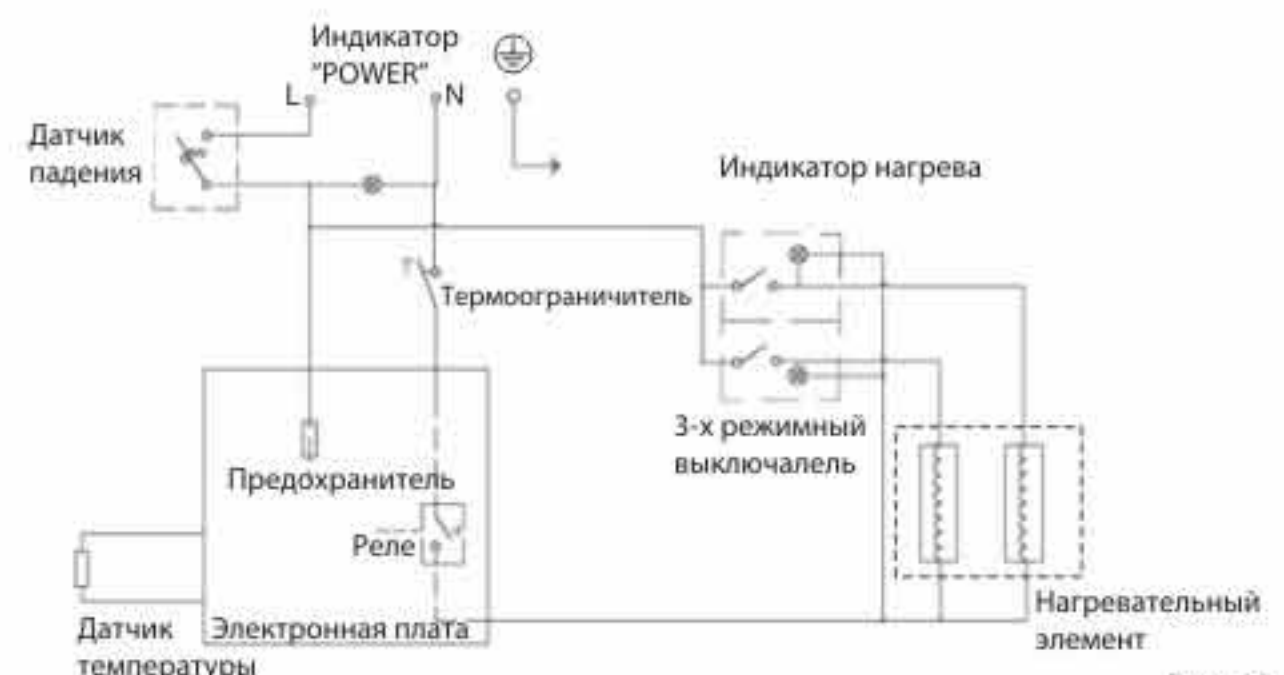 Индикатор
"POWER"
L
N
Датчик
падения
Индикатор нагрева
Термоограничитель
3-х режимный
выключалель
Предохранитель
Реле
Нагревательный
элемент
Датчик
температуры
Электронная плата